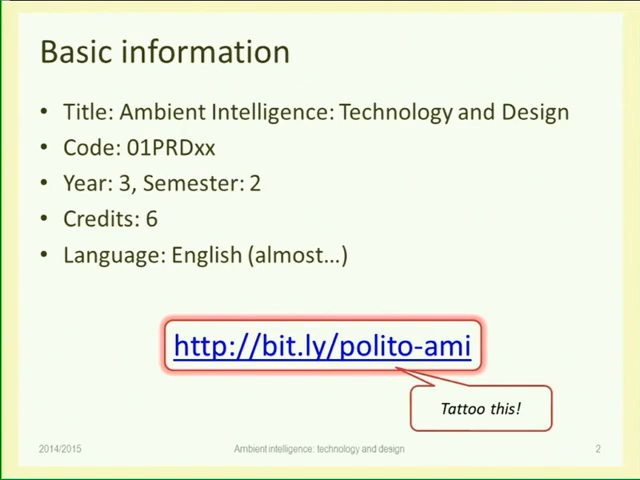 Basic information
• Title: Ambient Intelligence: Technology and Design
• Code: 01PRDxx
• Year: 3, Semester: 2
• Credits: 6
• Language: English (almost…)
http://bit.ly/polito-ami
Tattoo this!
2014/2015 Ambient intelligence: technology and design 2